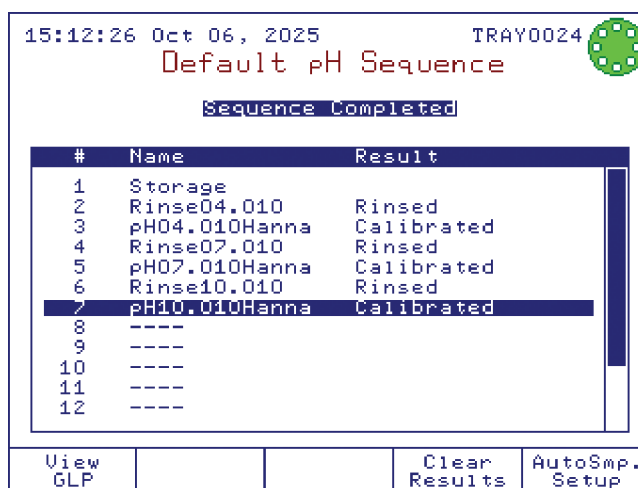 15:12:26 Oct 06, 2025 TRAY0024
Default pH Sequence
Sequence Completed
# Name Result
1 Storage
2 Rinse04.010 Rinsed
3 pH04.010Hanna Calibrated
4 Rinse07.010 Rinsed
5 pH07.010Hanna Calibrated
6 Rinse10.010 Rinsed
7 pH10.010Hanna Calibrated
8 ----
9 ----
10 ----
11 ----
12 ----
View GLP
Clear Results
AutoSmp. Setup